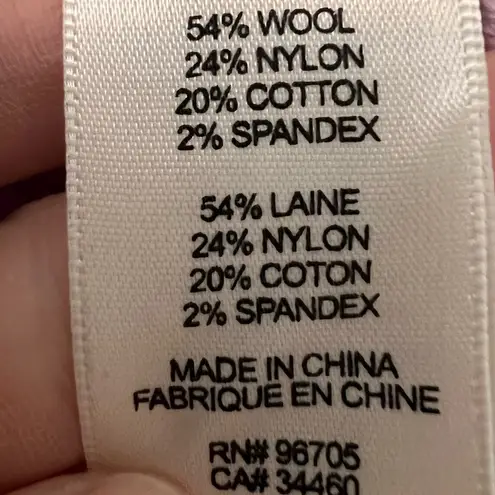 54% WOOL
24% NYLON
20% COTTON
2% SPANDEX
54% LAINE
24% NYLON
20% COTON
2% SPANDEX
MADE IN CHINA
FABRIQUE EN CHINE
RN# 96705
CA# 34460